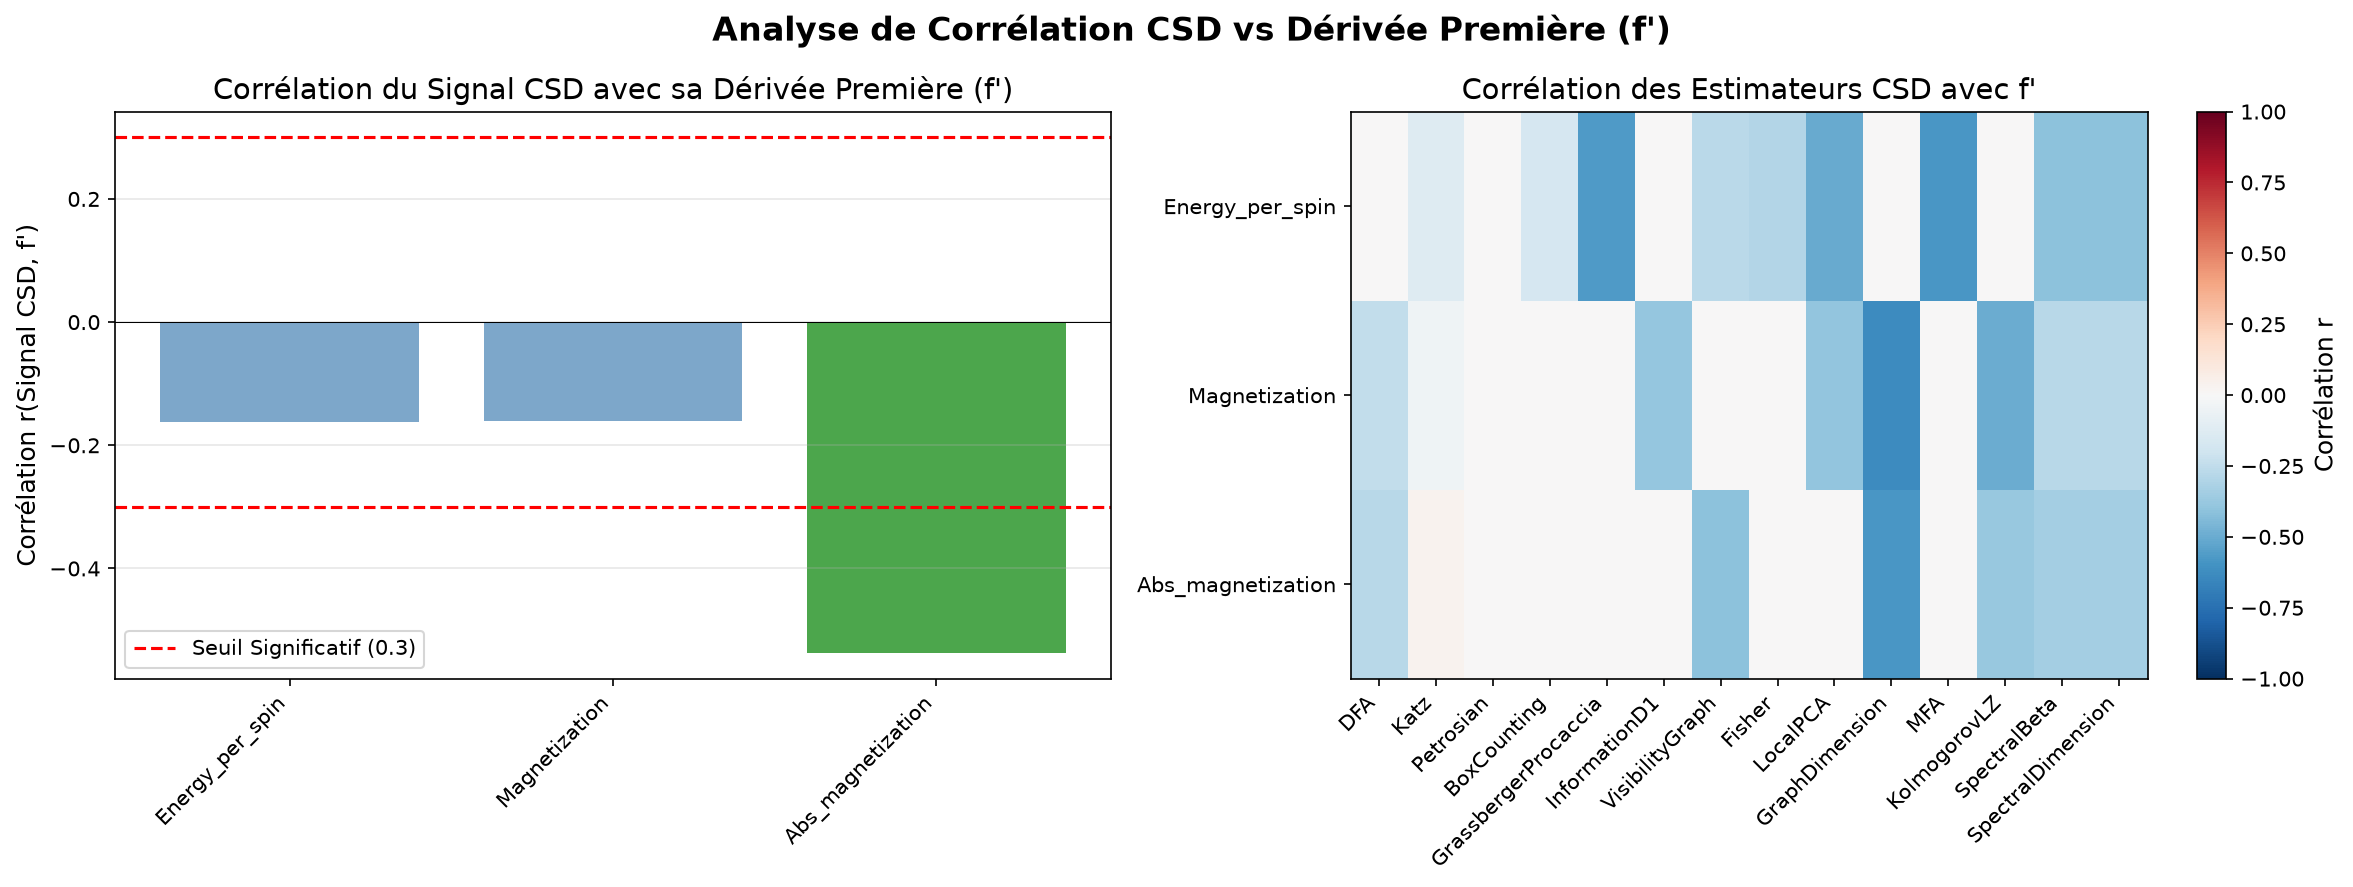 Analyse de Corrélation CSD vs Dérivée Première (f')
Corrélation du Signal CSD avec sa Dérivée Première (f')
Corrélation r(Signal CSD, f')
0.2
0.0
−0.2
−0.4
Seuil Significatif (0.3)
Energy_per_spin
Magnetization
Abs_magnetization
Corrélation des Estimateurs CSD avec f'
Energy_per_spin
Magnetization
Abs_magnetization
DFA
Katz
Petrosian
BoxCounting
GrassbergerProcaccia
InformationD1
VisibilityGraph
Fisher
LocalPCA
GraphDimension
MFA
KolmogorovLZ
SpectralBeta
SpectralDimension
1.00
0.75
0.50
0.25
0.00
−0.25
−0.50
−0.75
−1.00
Corrélation r